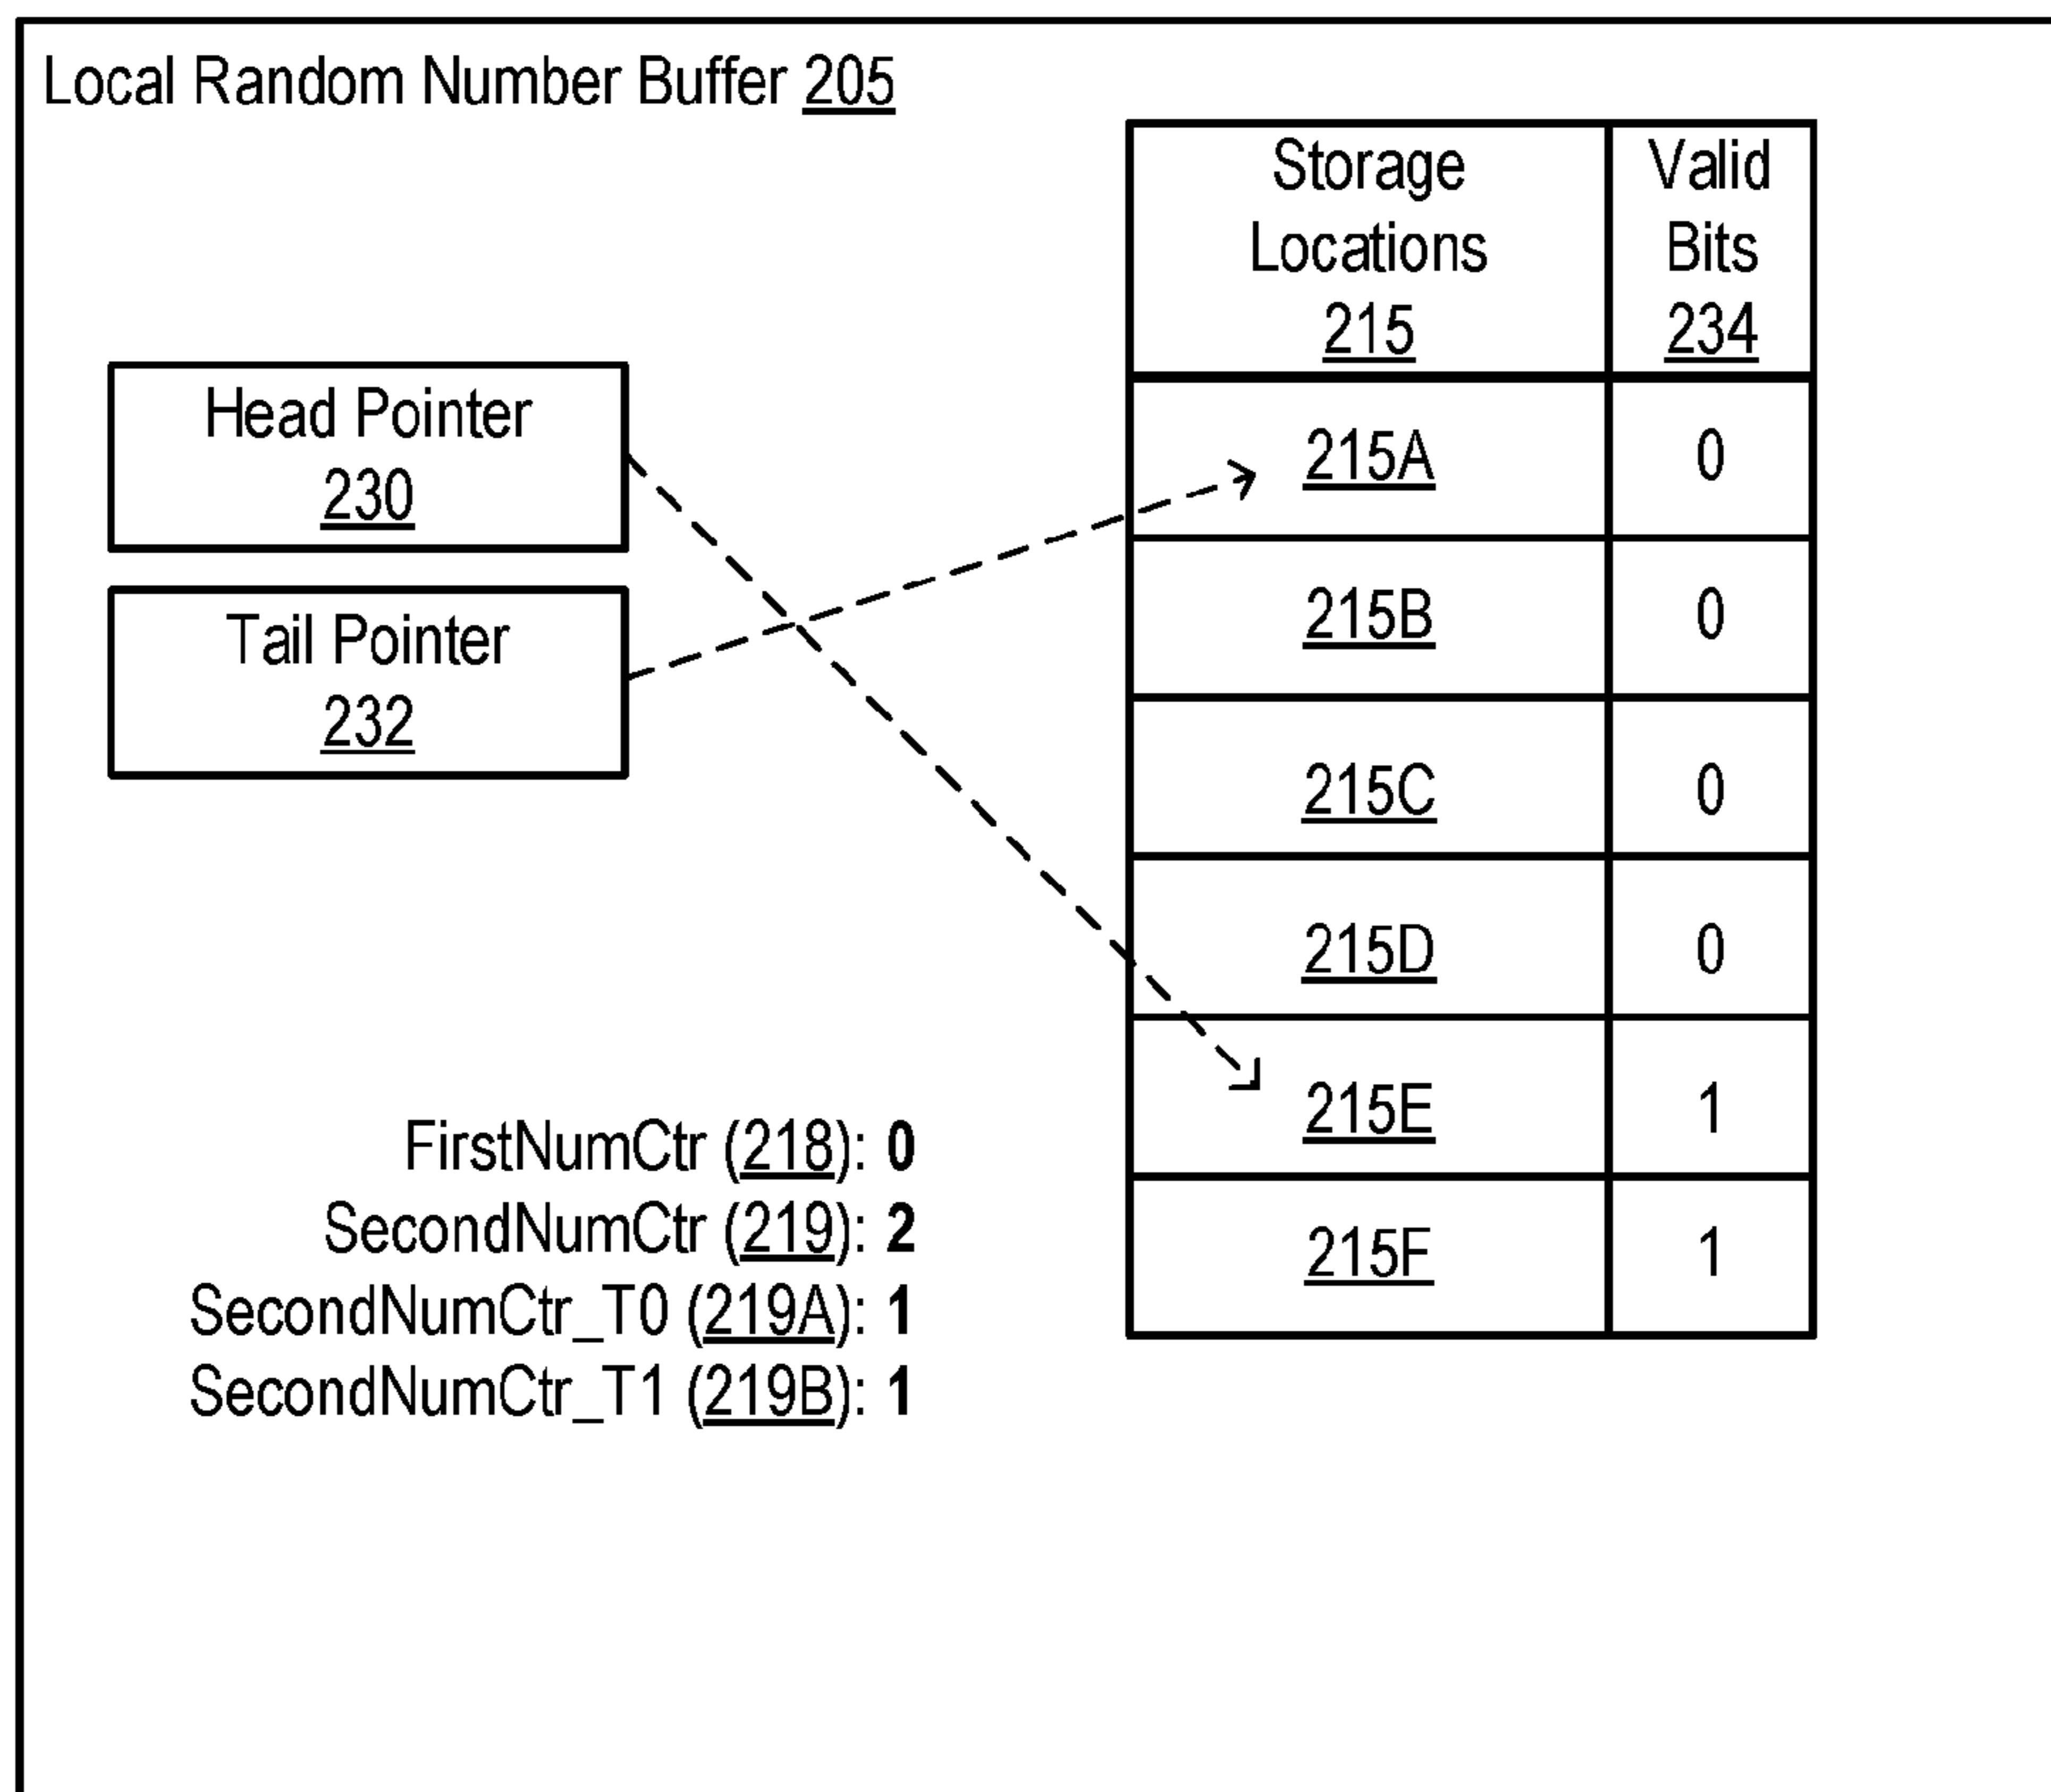 Local Random Number Buffer 205
Storage
Locations
215
Valid
Bits
234
Head Pointer
230
Tail Pointer
232
215A 0
215B 0
215C 0
215D 0
215E 1
215F 1
FirstNumCtr (218): 0
SecondNumCtr (219): 2
SecondNumCtr_T0 (219A): 1
SecondNumCtr_T1 (219B): 1